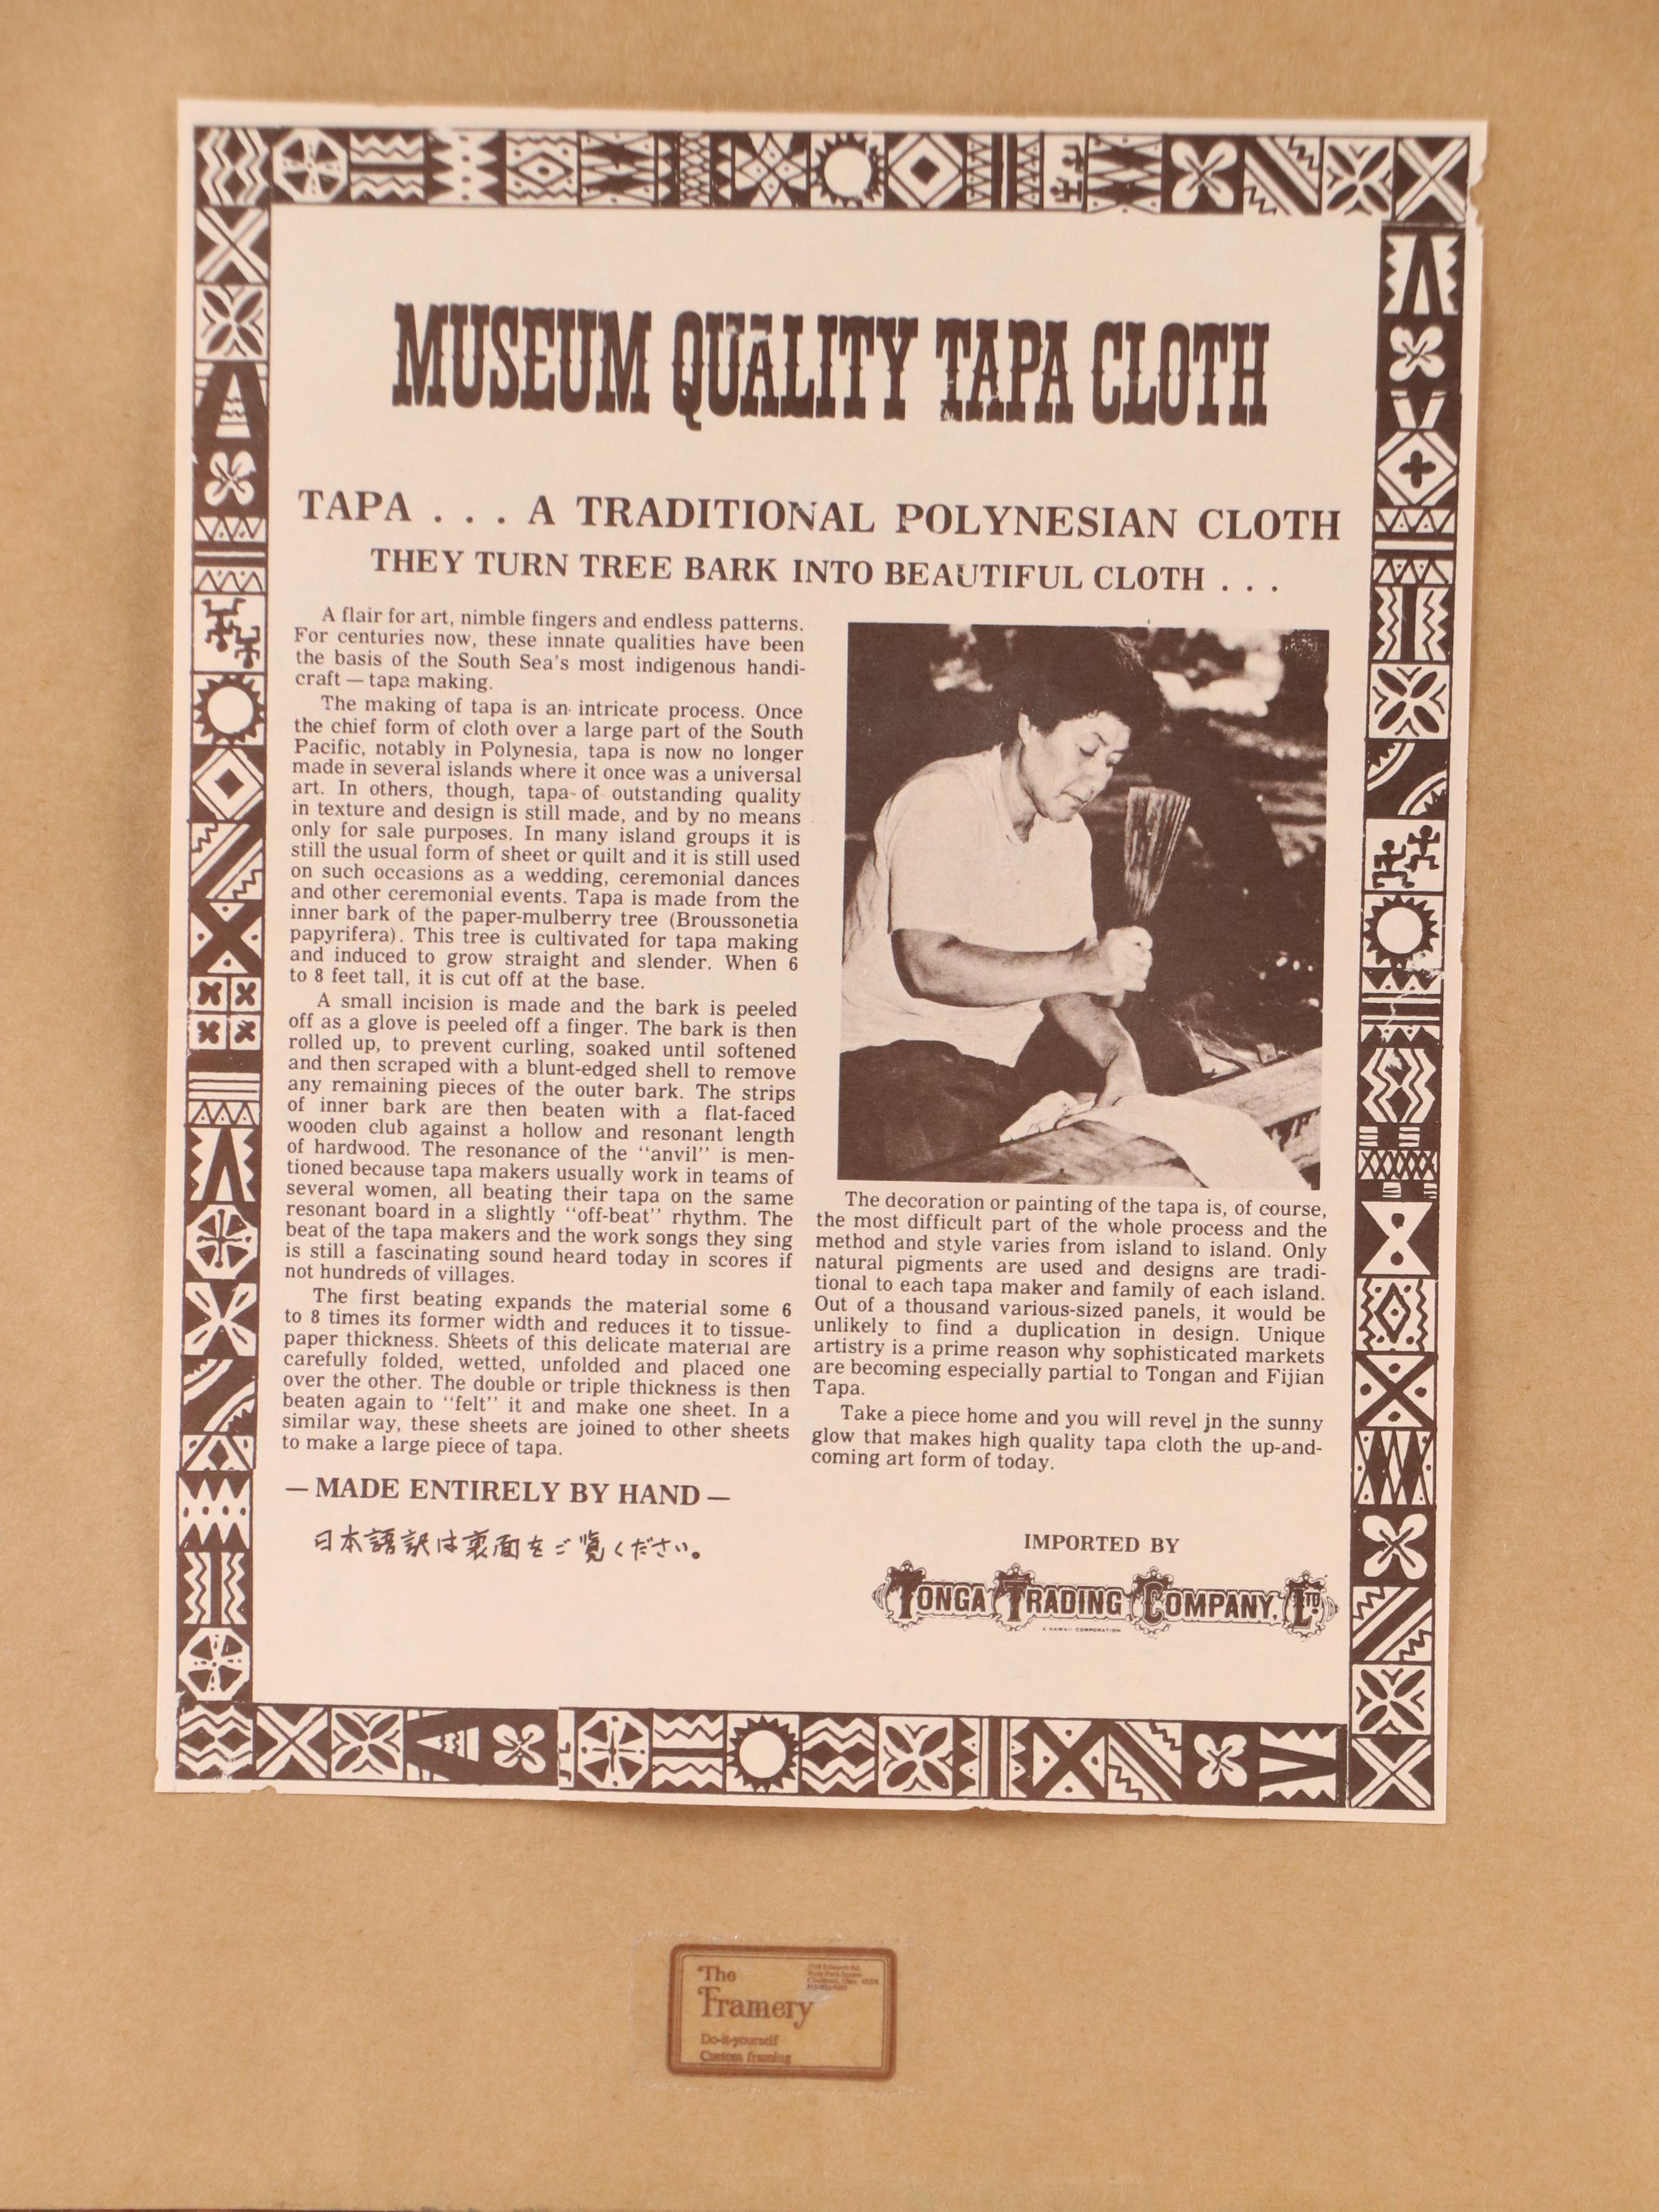 MUSEUM QUALITY TAPA CLOTH
TAPA . . . A TRADITIONAL POLYNESIAN CLOTH
THEY TURN TREE BARK INTO BEAUTIFUL CLOTH . . .
A flair for art, nimble fingers and endless patterns.
For centuries now, these innate qualities have been
the basis of the South Sea's most indigenous handi-
craft — tapa making.
The making of tapa is an intricate process. Once
the chief form of cloth over a large part of the South
Pacific, notably in Polynesia, tapa is now no longer
made in several islands where it once was a universal
art. In others, though, tapa of outstanding quality
in texture and design is still made, and by no means
only for sale purposes. In many island groups it is
still the usual form of sheet or quilt and it is still used
on such occasions as a wedding, ceremonial dances
and other ceremonial events. Tapa is made from the
inner bark of the paper-mulberry tree (Broussonetia
papyrifera). This tree is cultivated for tapa making
and induced to grow straight and slender. When 6
to 8 feet tall, it is cut off at the base.
A small incision is made and the bark is peeled
off as a glove is peeled off a finger. The bark is then
rolled up, to prevent curling, soaked until softened
and then scraped with a blunt-edged shell to remove
any remaining pieces of the outer bark. The strips
of inner bark are then beaten with a flat-faced
wooden club against a hollow and resonant length
of hardwood. The resonance of the "anvil" is men-
tioned because tapa makers usually work in teams of
several women, all beating their tapa on the same
resonant board in a slightly "off-beat" rhythm. The
beat of the tapa makers and the work songs they sing
is still a fascinating sound heard today in scores if
not hundreds of villages.
The first beating expands the material some 6
to 8 times its former width and reduces it to tissue-
paper thickness. Sheets of this delicate material are
carefully folded, wetted, unfolded and placed one
over the other. The double or triple thickness is then
beaten again to "felt" it and make one sheet. In a
similar way, these sheets are joined to other sheets
to make a large piece of tapa.
— MADE ENTIRELY BY HAND —
日本語訳は裏面をご覧ください。
The decoration or painting of the tapa is, of course,
the most difficult part of the whole process and the
method and style varies from island to island. Only
natural pigments are used and designs are tradi-
tional to each tapa maker and family of each island.
Out of a thousand various-sized panels, it would be
unlikely to find a duplication in design. Unique
artistry is a prime reason why sophisticated markets
are becoming especially partial to Tongan and Fijian
Tapa.
Take a piece home and you will revel jn the sunny
glow that makes high quality tapa cloth the up-and-
coming art form of today.
IMPORTED BY
TONGA TRADING COMPANY, LTD.
A HAWAII CORPORATION
The
Framery
Do-it-yourself
Custom framing